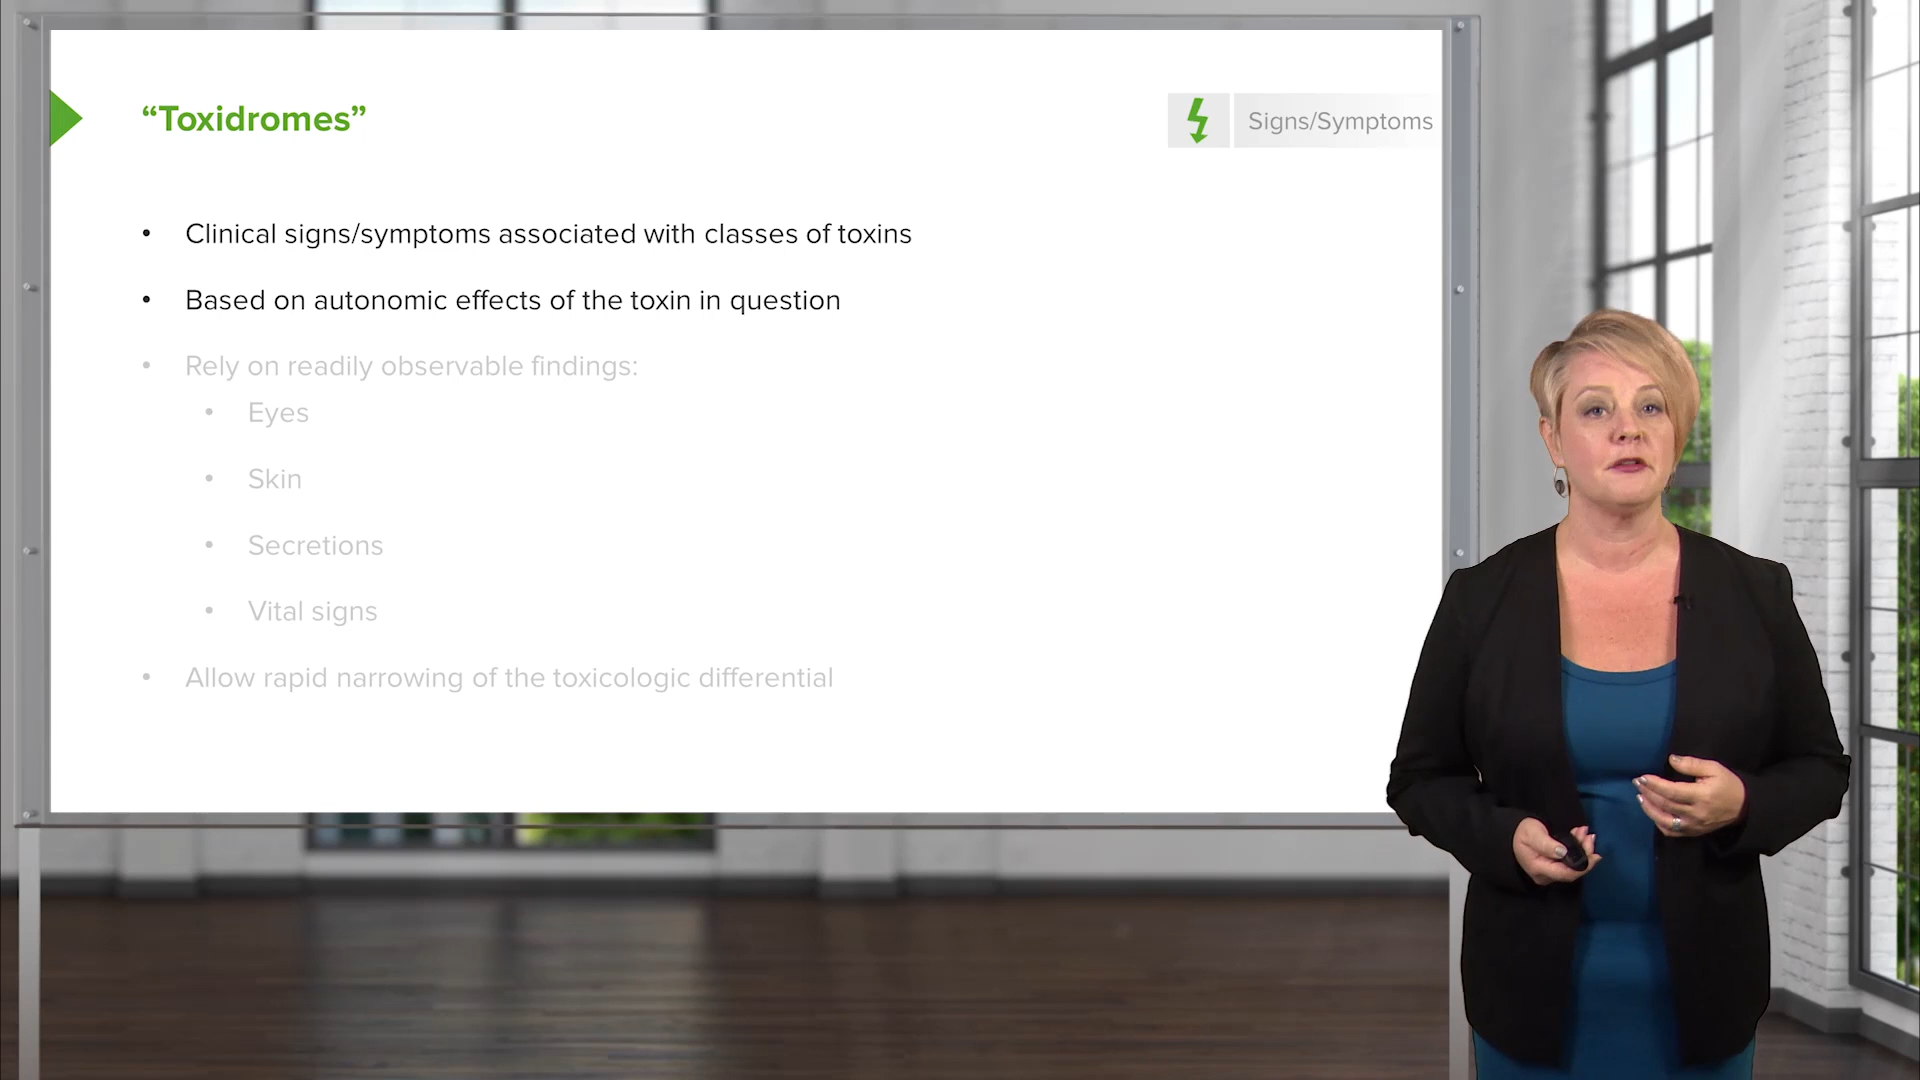 “Toxidromes”
Signs/Symptoms
• Clinical signs/symptoms associated with classes of toxins
• Based on autonomic effects of the toxin in question
• Rely on readily observable findings:
• Eyes
• Skin
• Secretions
• Vital signs
• Allow rapid narrowing of the toxicologic differential